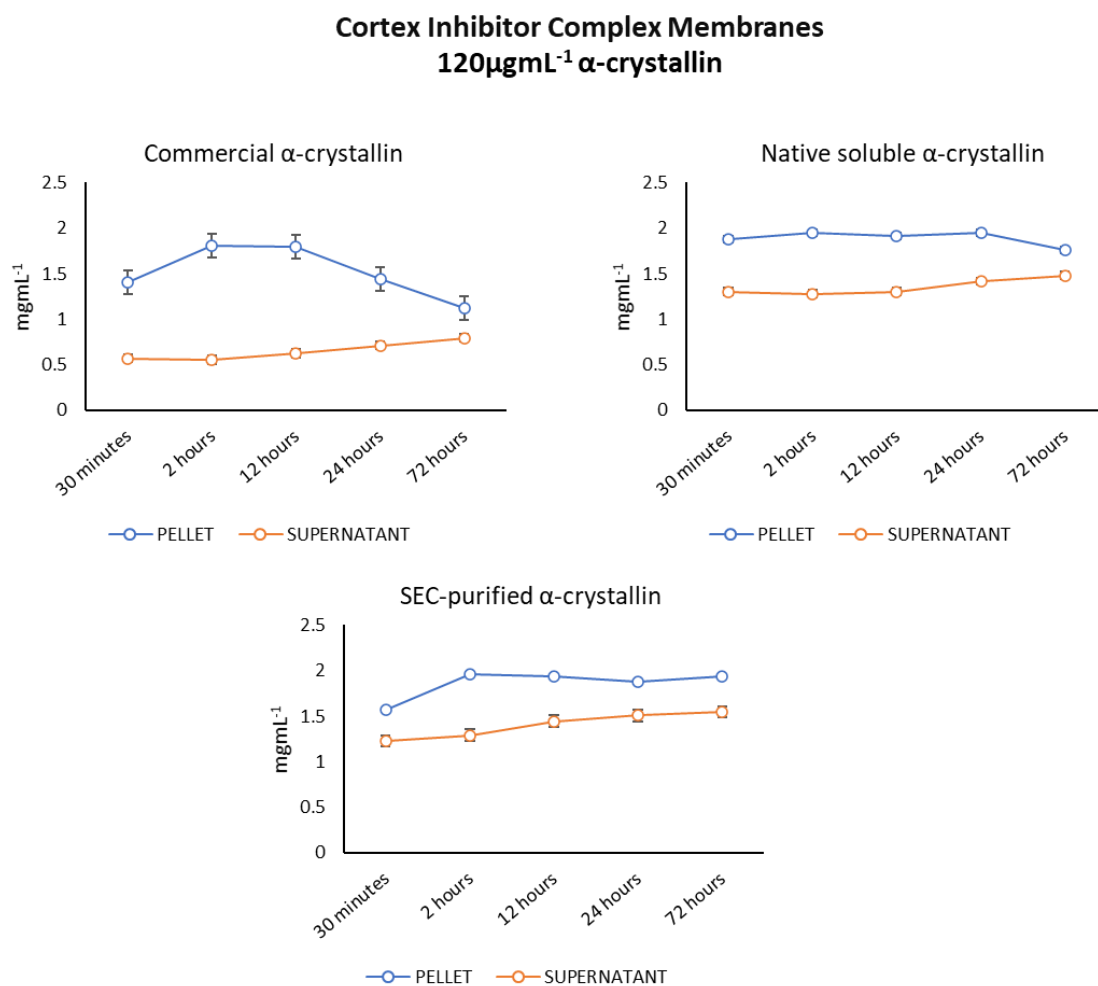 Cortex Inhibitor Complex Membranes
120µgmL⁻¹ α-crystallin
Commercial α-crystallin
2.5
2
1.5
1
0.5
0
mgmL⁻¹
30 minutes
2 hours
12 hours
24 hours
72 hours
PELLET
SUPERNATANT
Native soluble α-crystallin
2.5
2
1.5
1
0.5
0
mgmL⁻¹
30 minutes
2 hours
12 hours
24 hours
72 hours
PELLET
SUPERNATANT
SEC-purified α-crystallin
2.5
2
1.5
1
0.5
0
mgmL⁻¹
30 minutes
2 hours
12 hours
24 hours
72 hours
PELLET
SUPERNATANT